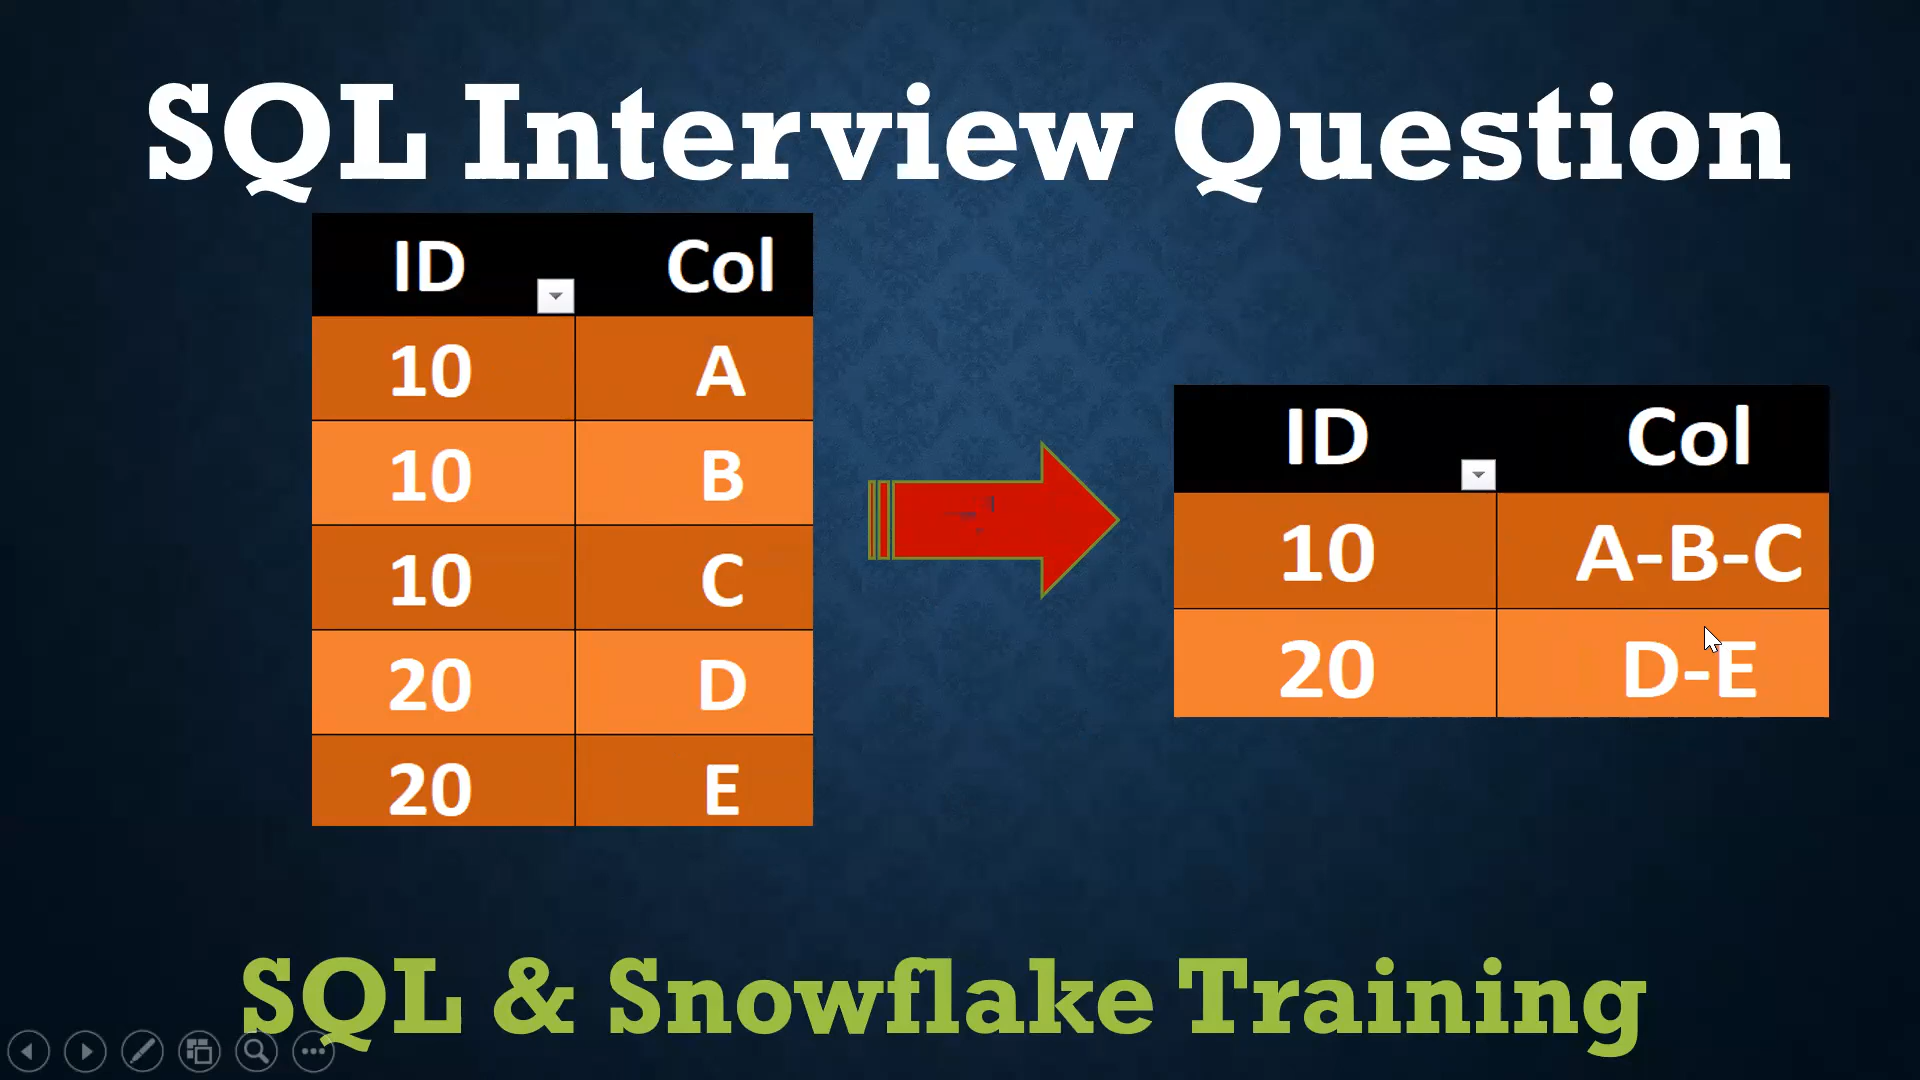 SQL Interview Question
ID Col
10 A
10 B
10 C
20 D
20 E
ID Col
10 A-B-C
20 D-E
SQL & Snowflake Training